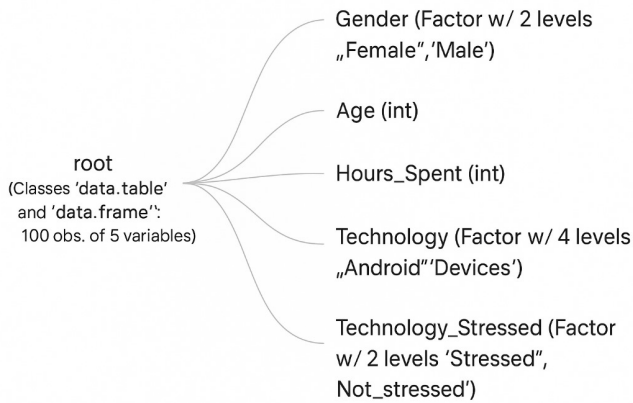 root
(Classes 'data.table'
and 'data.frame'':
100 obs. of 5 variables)
Gender (Factor w/ 2 levels
„Female”,'Male')
Age (int)
Hours_Spent (int)
Technology (Factor w/ 4 levels
„Android”'Devices')
Technology_Stressed (Factor
w/ 2 levels 'Stressed”,
Not_stressed')